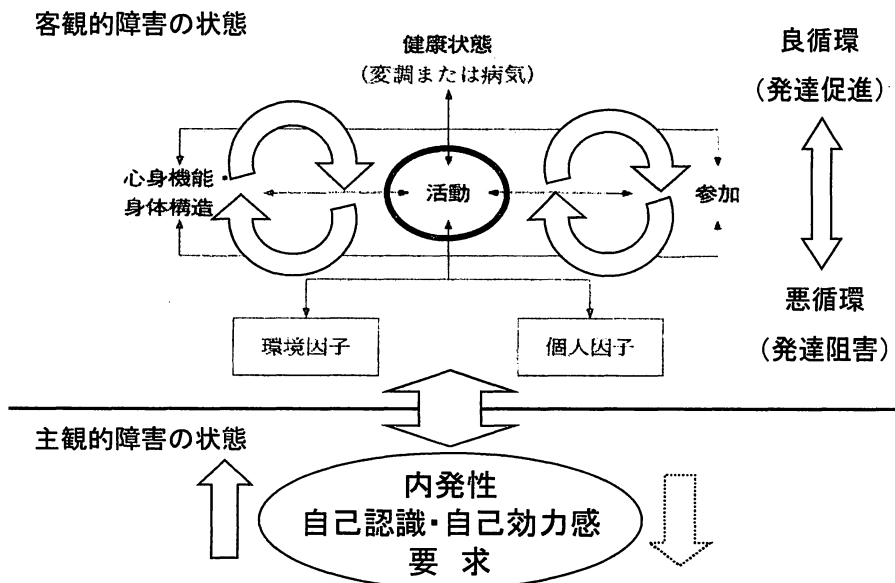 客観的障害の状態
健康状態
(変調または病気)
良循環
(発達促進)
心身機能・
身体構造
活動
参加
悪循環
(発達阻害)
環境因子
個人因子
主観的障害の状態
内発性
自己認識・自己効力感
要 求